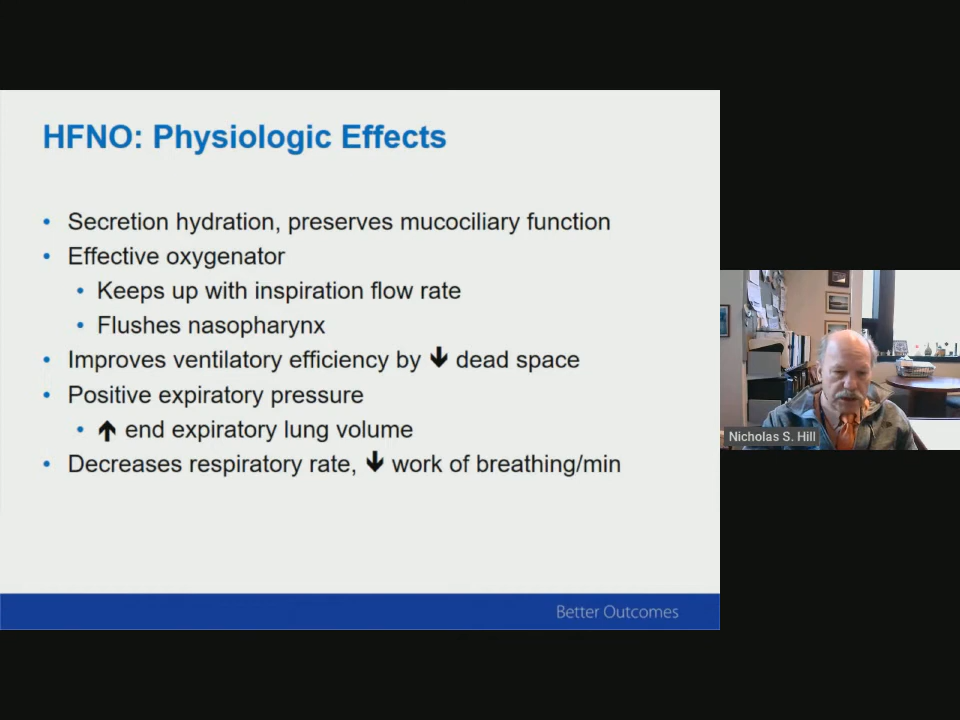 HFNO: Physiologic Effects
• Secretion hydration, preserves mucociliary function
• Effective oxygenator
• Keeps up with inspiration flow rate
• Flushes nasopharynx
• Improves ventilatory efficiency by 🡻 dead space
• Positive expiratory pressure
• 🡹 end expiratory lung volume
• Decreases respiratory rate, 🡻 work of breathing/min
Nicholas S. Hill
Better Outcomes